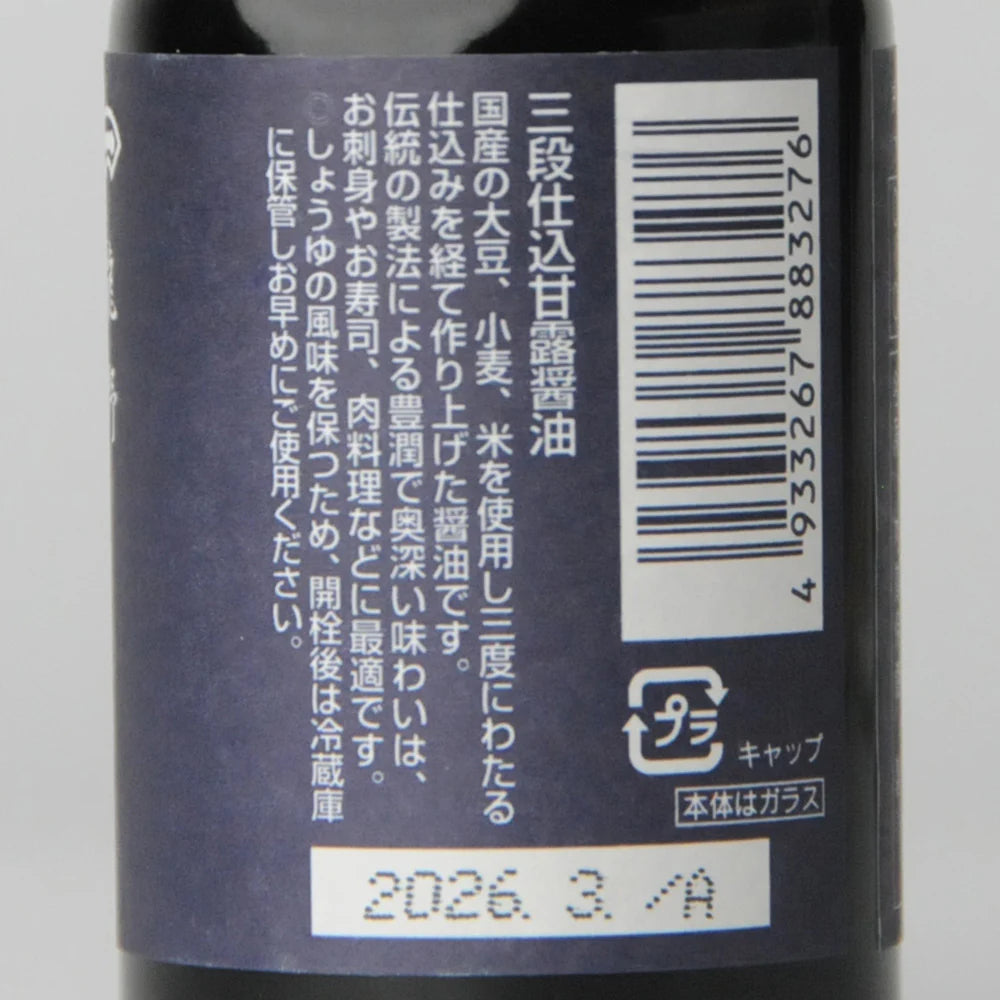 三段仕込甘露醤油
国産の大豆、小麦、米を使用し三度にわたる
仕込みを経て作り上げた醤油です。
伝統の製法による豊潤で奥深い味わいは、
お刺身やお寿司、肉料理などに最適です。
◎しょうゆの風味を保つため、開栓後は冷蔵庫
に保管しお早めにご使用ください。
4 933267 883276
プラ
キャップ
本体はガラス
2026. 3. /A